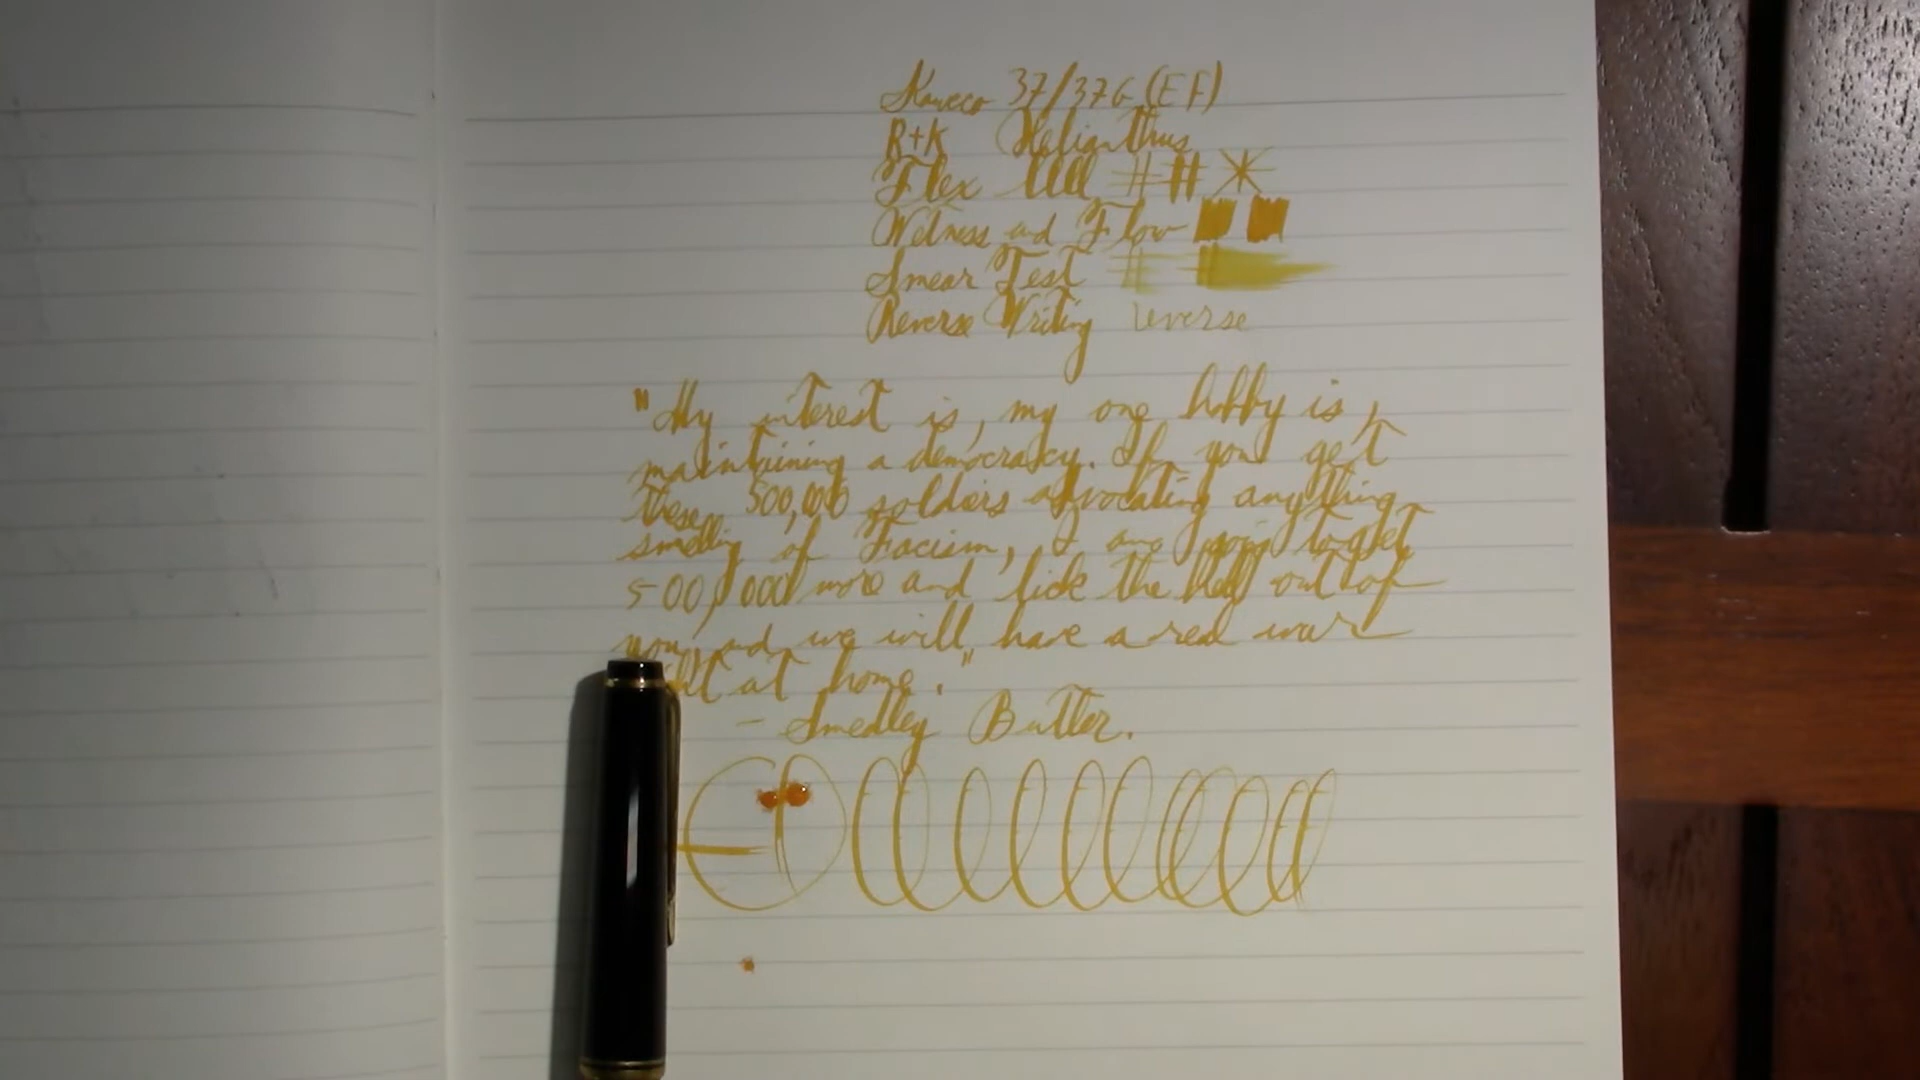 Kaweco 37/37G (EF)
R+K Helianthus
Flex llll ## *
Wetness and Flow
Smear Test
Reverse Writing reverse
"My interest is, my one hobby is,
maintaining a democracy. If you get
these 500,000 soldiers advocating anything
smelling of Facism, I am going to get
500,000 more and lick the hell out of
you, and we will have a real war
at home."
- Smedley Butler.